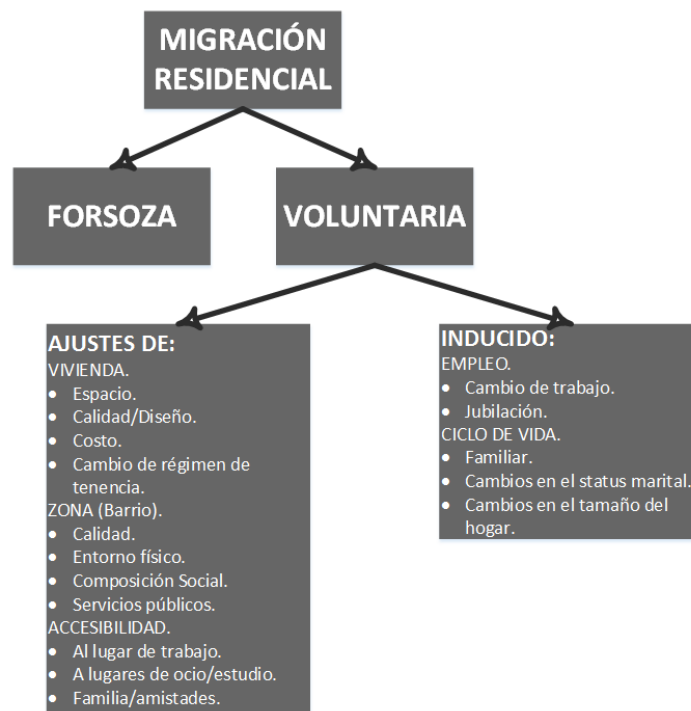 MIGRACIÓN
RESIDENCIAL
FORSOZA
VOLUNTARIA
AJUSTES DE:
VIVIENDA.
• Espacio.
• Calidad/Diseño.
• Costo.
• Cambio de régimen de
tenencia.
ZONA (Barrio).
• Calidad.
• Entorno físico.
• Composición Social.
• Servicios públicos.
ACCESIBILIDAD.
• Al lugar de trabajo.
• A lugares de ocio/estudio.
• Familia/amistades.
INDUCIDO:
EMPLEO.
• Cambio de trabajo.
• Jubilación.
CICLO DE VIDA.
• Familiar.
• Cambios en el status marital.
• Cambios en el tamaño del
hogar.